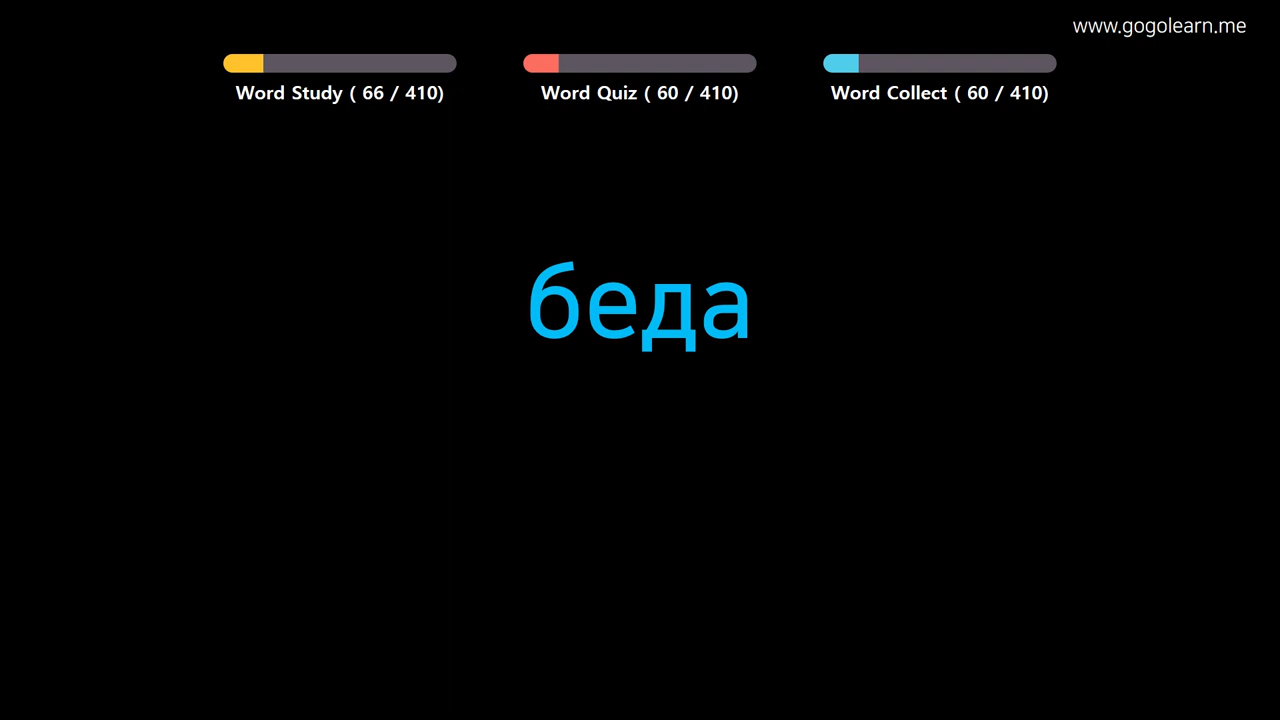 www.gogolearn.me
Word Study ( 66 / 410)
Word Quiz ( 60 / 410)
Word Collect ( 60 / 410)
беда